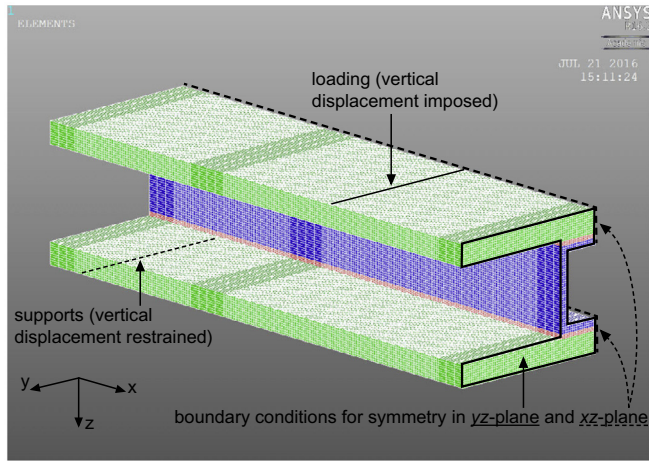 1
ELEMENTS
ANSYS
JUL 21 2016
15:11:24
loading (vertical
displacement imposed)
supports (vertical
displacement restrained)
y
x
z
boundary conditions for symmetry in yz-plane and xz-plane